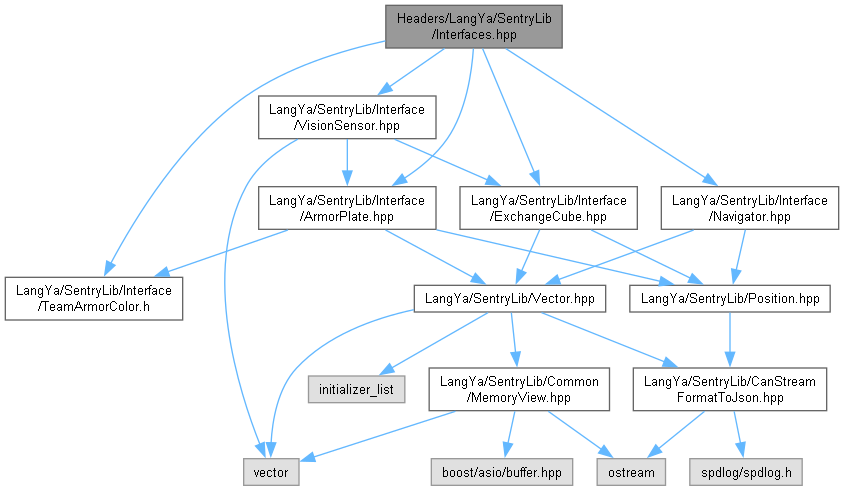 Headers/LangYa/SentryLib
/Interfaces.hpp
LangYa/SentryLib/Interface
/VisionSensor.hpp
LangYa/SentryLib/Interface
/ArmorPlate.hpp
LangYa/SentryLib/Interface
/ExchangeCube.hpp
LangYa/SentryLib/Interface
/Navigator.hpp
LangYa/SentryLib/Interface
/TeamArmorColor.h
LangYa/SentryLib/Vector.hpp
LangYa/SentryLib/Position.hpp
initializer_list
LangYa/SentryLib/Common
/MemoryView.hpp
LangYa/SentryLib/CanStream
FormatToJson.hpp
vector
boost/asio/buffer.hpp
ostream
spdlog/spdlog.h